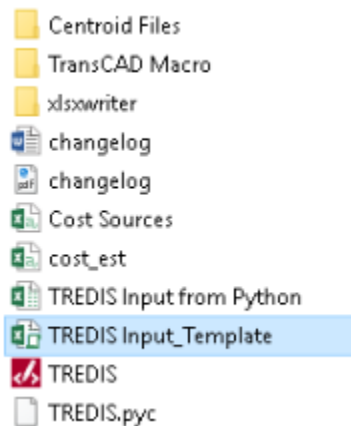 Centroid Files
TransCAD Macro
xlsxwriter
changelog
changelog
Cost Sources
cost_est
TREDIS Input from Python
TREDIS Input_Template
TREDIS
TREDIS.pyc